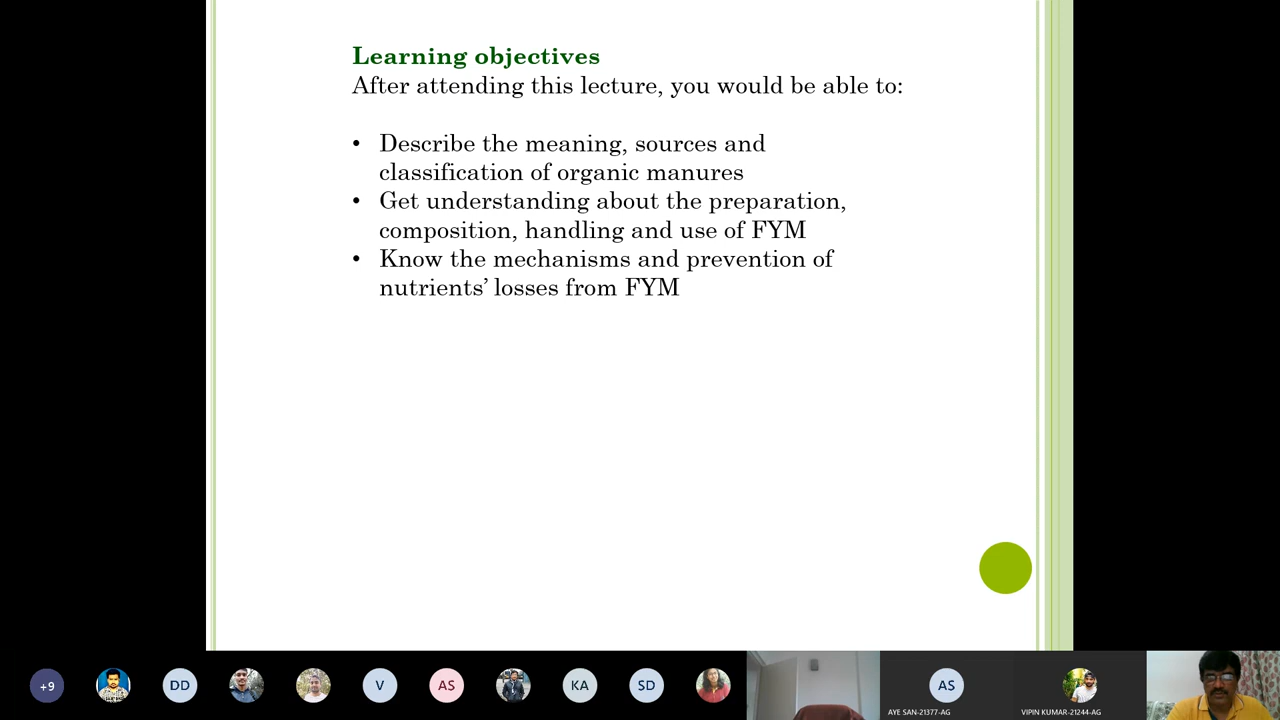 Learning objectives
After attending this lecture, you would be able to:
• Describe the meaning, sources and
classification of organic manures
• Get understanding about the preparation,
composition, handling and use of FYM
• Know the mechanisms and prevention of
nutrients’ losses from FYM
+9
DD
V
AS
KA
SD
AS
AYE SAN-21377-AG
VIPIN KUMAR-21244-AG